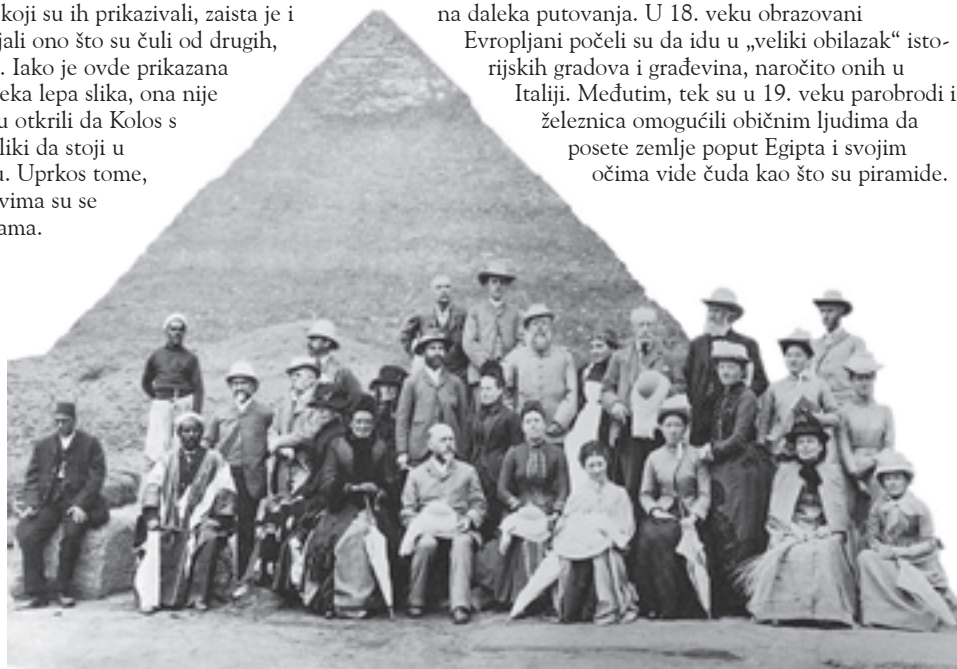 koji su ih prikazivali, zaista je i
jali ono što su čuli od drugih,
. Iako je ovde prikazana
eka lepa slika, ona nije
u otkrili da Kolos s
liki da stoji u
u. Uprkos tome,
vima su se
ama.
na daleka putovanja. U 18. veku obrazovani
Evropljani počeli su da idu u „veliki obilazak“ isto-
rijskih gradova i građevina, naročito onih u
Italiji. Međutim, tek su u 19. veku parobrodi i
železnica omogućili običnim ljudima da
posete zemlje poput Egipta i svojim
očima vide čuda kao što su piramide.